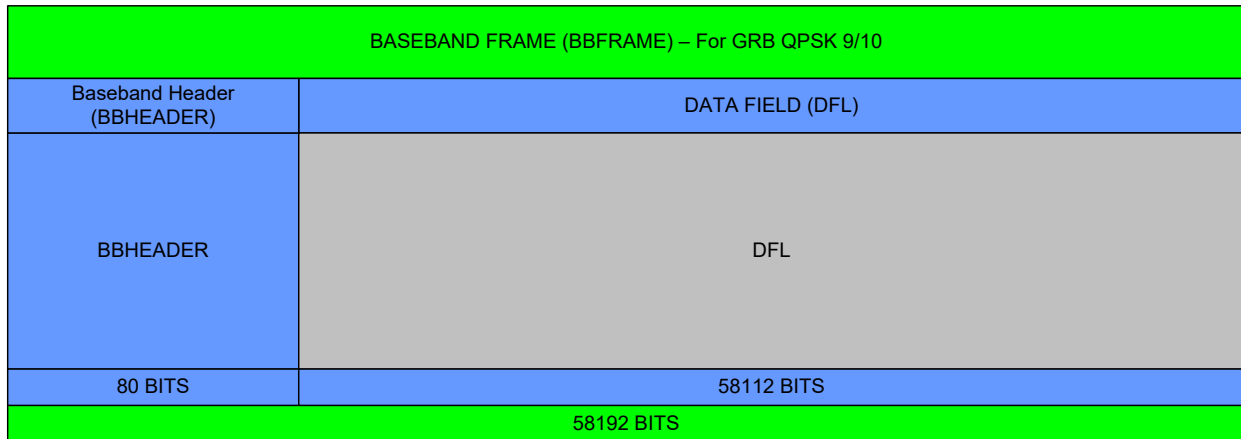 BASEBAND FRAME (BBFRAME) – For GRB QPSK 9/10
Baseband Header
(BBHEADER)
DATA FIELD (DFL)
BBHEADER
DFL
80 BITS
58112 BITS
58192 BITS